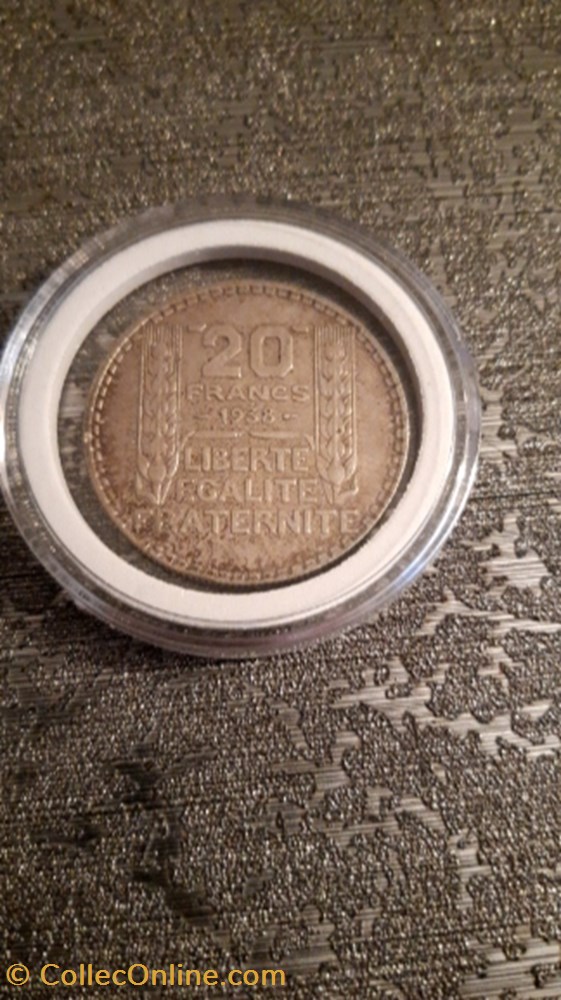 20
FRANCS
1938
LIBERTE
EGALITE
FRATERNITE
© CollecOnline.com